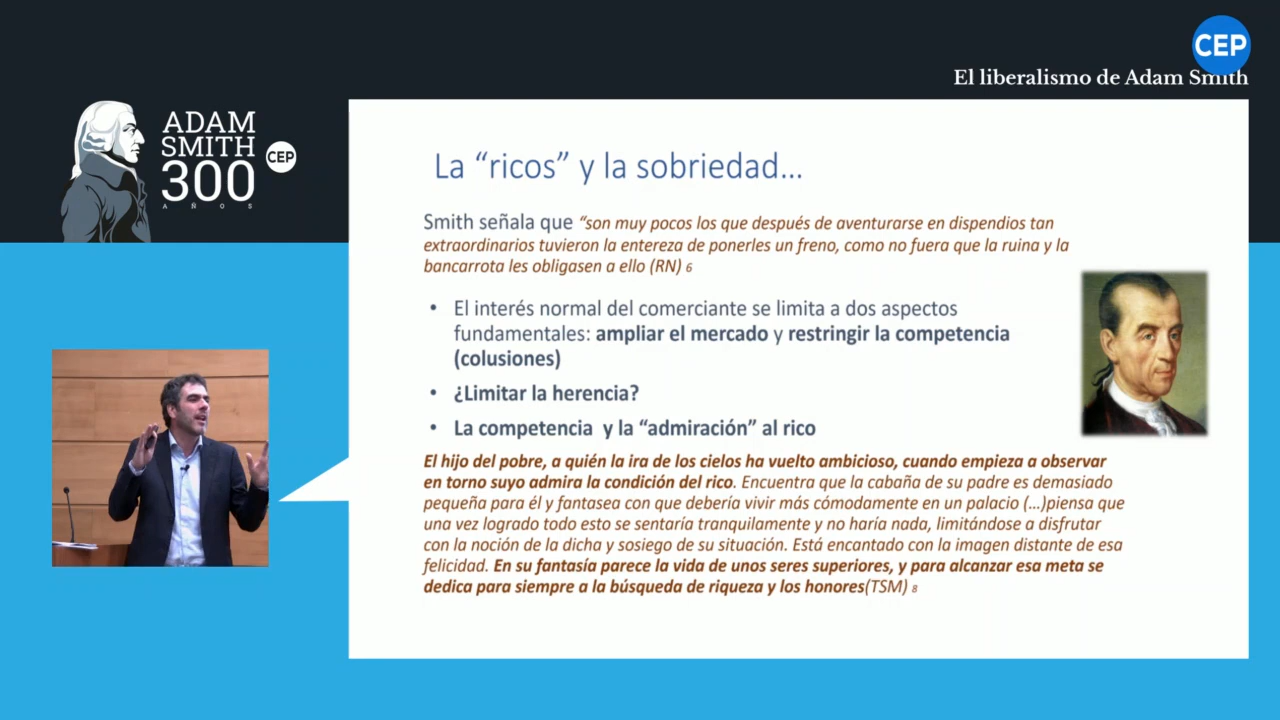 CEP
El liberalismo de Adam Smith
ADAM
SMITH
300
AÑOS
CEP
La “ricos” y la sobriedad...
Smith señala que “son muy pocos los que después de aventurarse en dispendios tan
extraordinarios tuvieron la entereza de ponerles un freno, como no fuera que la ruina y la
bancarrota les obligasen a ello (RN) 6
• El interés normal del comerciante se limita a dos aspectos
fundamentales: ampliar el mercado y restringir la competencia
(colusiones)
• ¿Limitar la herencia?
• La competencia y la “admiración” al rico
El hijo del pobre, a quién la ira de los cielos ha vuelto ambicioso, cuando empieza a observar
en torno suyo admira la condición del rico. Encuentra que la cabaña de su padre es demasiado
pequeña para él y fantasea con que debería vivir más cómodamente en un palacio (...)piensa que
una vez logrado todo esto se sentaría tranquilamente y no haría nada, limitándose a disfrutar
con la noción de la dicha y sosiego de su situación. Está encantado con la imagen distante de esa
felicidad. En su fantasía parece la vida de unos seres superiores, y para alcanzar esa meta se
dedica para siempre a la búsqueda de riqueza y los honores(TSM) 8